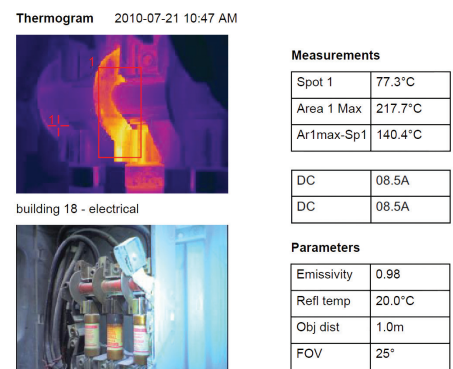 Thermogram 2010-07-21 10:47 AM
Measurements
Spot 1 77.3°C
Area 1 Max 217.7°C
Ar1max-Sp1 140.4°C
DC 08.5A
DC 08.5A
building 18 - electrical
Parameters
Emissivity 0.98
Refl temp 20.0°C
Obj dist 1.0m
FOV 25°
1
1